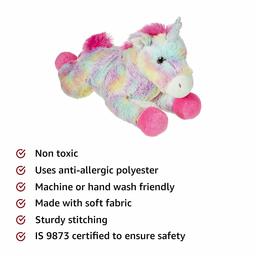 Non toxic
Uses anti-allergic polyester
Machine or hand wash friendly
Made with soft fabric
Sturdy stitching
IS 9873 certified to ensure safety